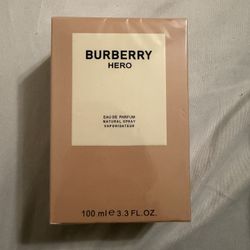 BURBERRY
HERO
EAU DE PARFUM
NATURAL SPRAY
VAPORISATEUR
100 ml e 3.3 FL.OZ.